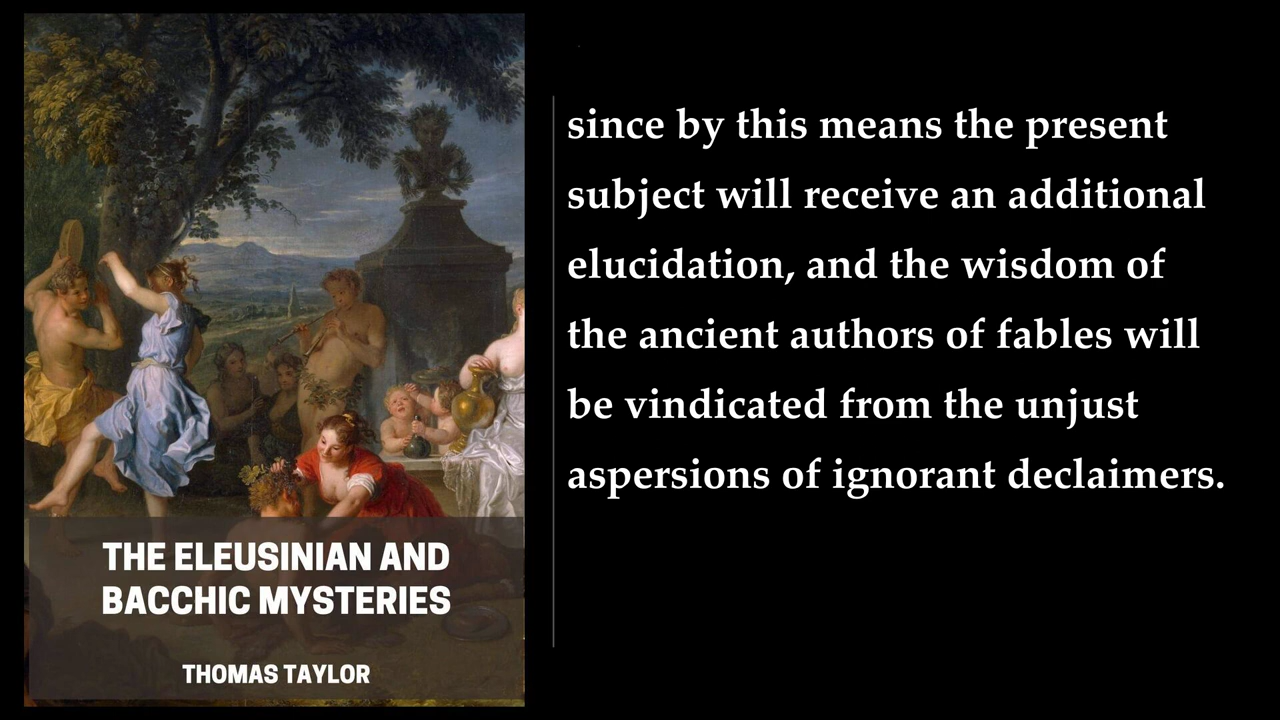 since by this means the present
subject will receive an additional
elucidation, and the wisdom of
the ancient authors of fables will
be vindicated from the unjust
aspersions of ignorant declaimers.
THE ELEUSINIAN AND
BACCHIC MYSTERIES
THOMAS TAYLOR